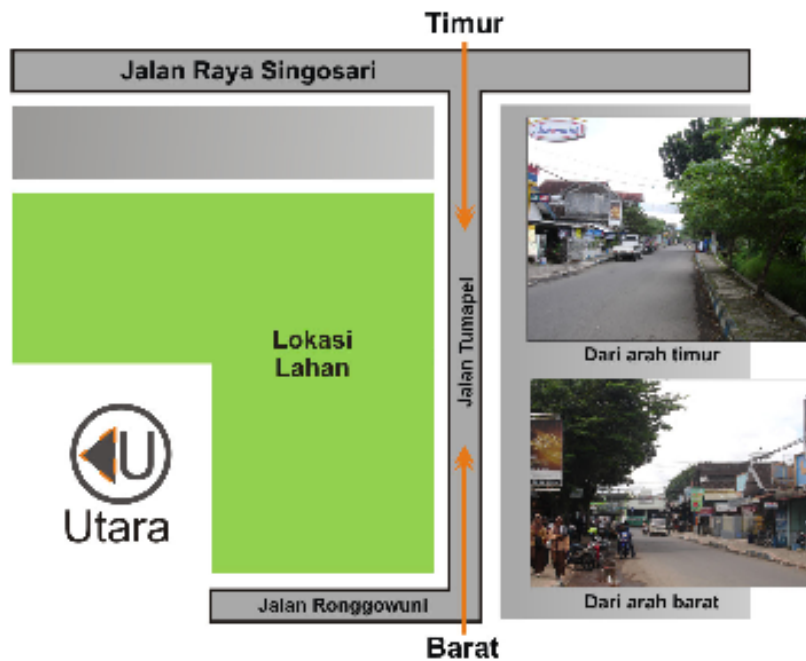 Timur
Jalan Raya Singosari
Jalan Tumapel
Lokasi
Lahan
Dari arah timur
U
Utara
Jalan Ronggowuni
Dari arah barat
Barat